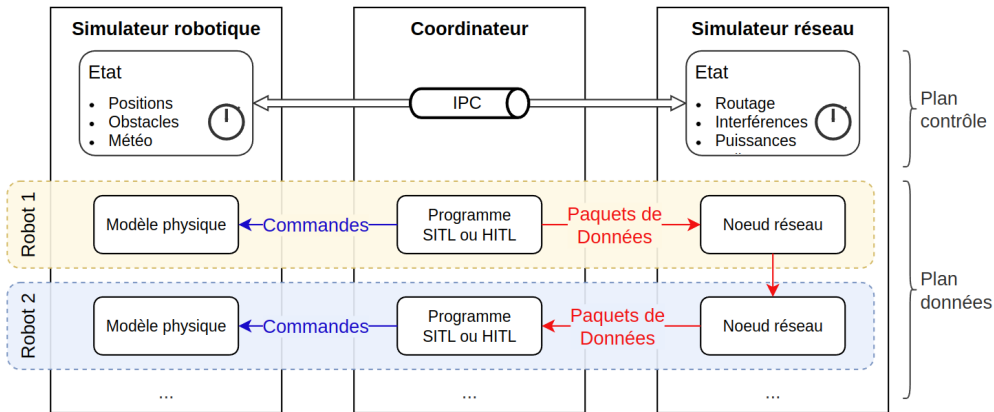 Simulateur robotique
Coordinateur
Simulateur réseau
Etat
• Positions
• Obstacles
• Météo
IPC
Etat
• Routage
• Interférences
• Puissances
Plan
contrôle
Robot 1
Modèle physique
Commandes
Programme
SITL ou HITL
Paquets de
Données
Noeud réseau
Robot 2
Modèle physique
Commandes
Programme
SITL ou HITL
Paquets de
Données
Noeud réseau
Plan
données
...
...
...